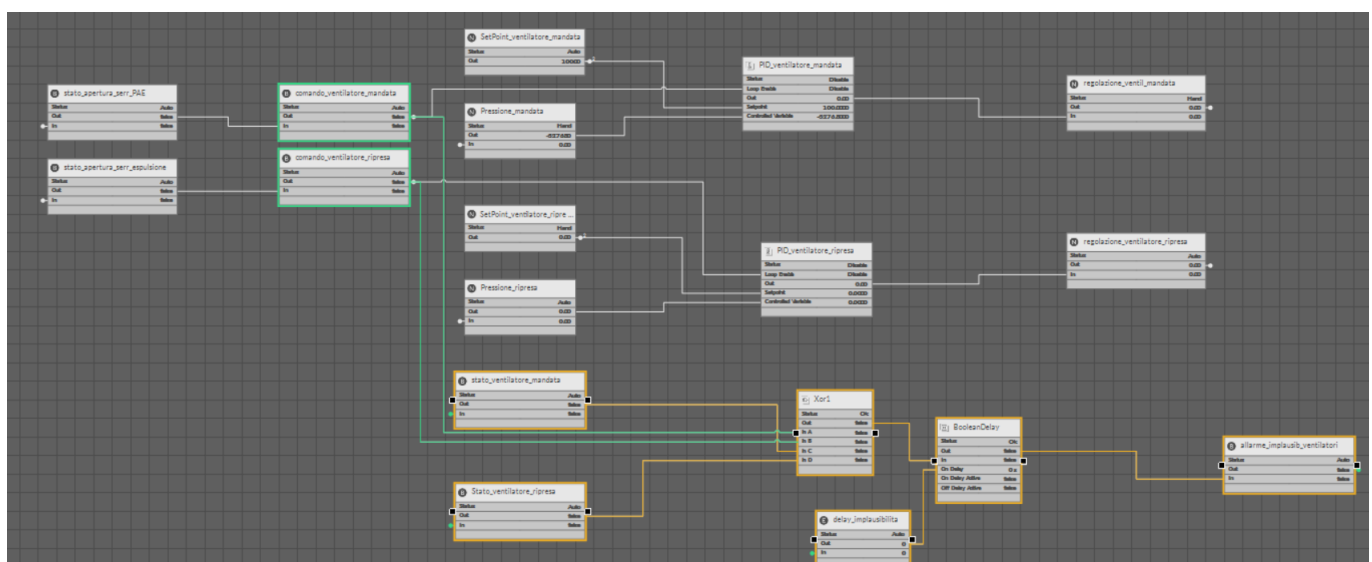 SetPoint_ventilatore_mandata
Status Auto
Out
PID_ventilatore_mandata
Status Disable
Loop Enable Disable
Out 0.00
Setpoint 100.0000
Controlled Variable
regolazione_ventil_mandata
Status Hand
Out 0.00
In 0.00
stato_apertura_serr_PAE
Status Auto
Out false
In false
comando_ventilatore_mandata
Status Auto
Out false
In false
Pressione_mandata
Status Hand
Out
In 0.00
stato_apertura_serr_espulsione
Status Auto
Out false
In false
comando_ventilatore_ripresa
Status Auto
Out false
In false
SetPoint_ventilatore_ripre ...
Status Hand
Out 0.00
PID_ventilatore_ripresa
Status Disable
Loop Enable Disable
Out 0.00
Setpoint 0.0000
Controlled Variable 0.0000
regolazione_ventilatore_ripresa
Status Auto
Out 0.00
In 0.00
Pressione_ripresa
Status Auto
Out 0.00
In 0.00
stato_ventilatore_mandata
Status Auto
Out false
In false
Xor1
Status Ok
Out false
In A false
In B false
In C false
In D false
BooleanDelay
Status Ok
Out false
In false
On Delay 0 s
On Delay Active false
Off Delay Active false
allarme_implausib_ventilatori
Status Auto
Out false
In false
Stato_ventilatore_ripresa
Status Auto
Out false
In false
delay_implausibilita
Status Auto
Out 0
In 0